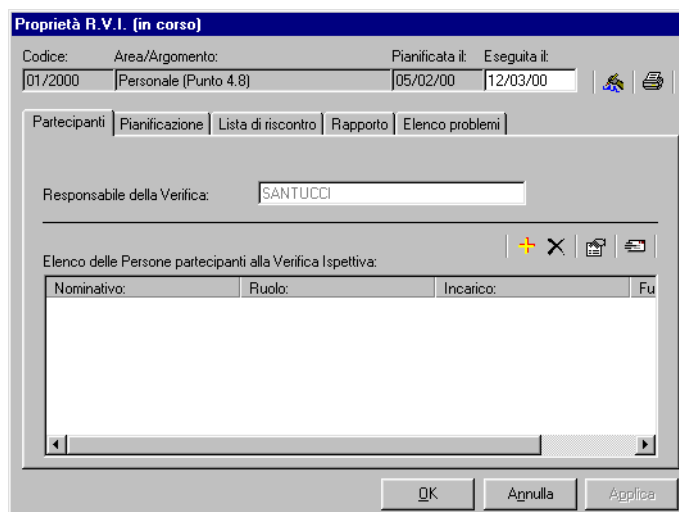 Proprietà R.V.I. (in corso)
Codice: Area/Argomento: Pianificata il: Eseguita il:
01/2000 Personale (Punto 4.8) 05/02/00 12/03/00
Partecipanti Pianificazione Lista di riscontro Rapporto Elenco problemi
Responsabile della Verifica: SANTUCCI
Elenco delle Persone partecipanti alla Verifica Ispettiva:
Nominativo: Ruolo: Incarico: Fu
OK Annulla Applica